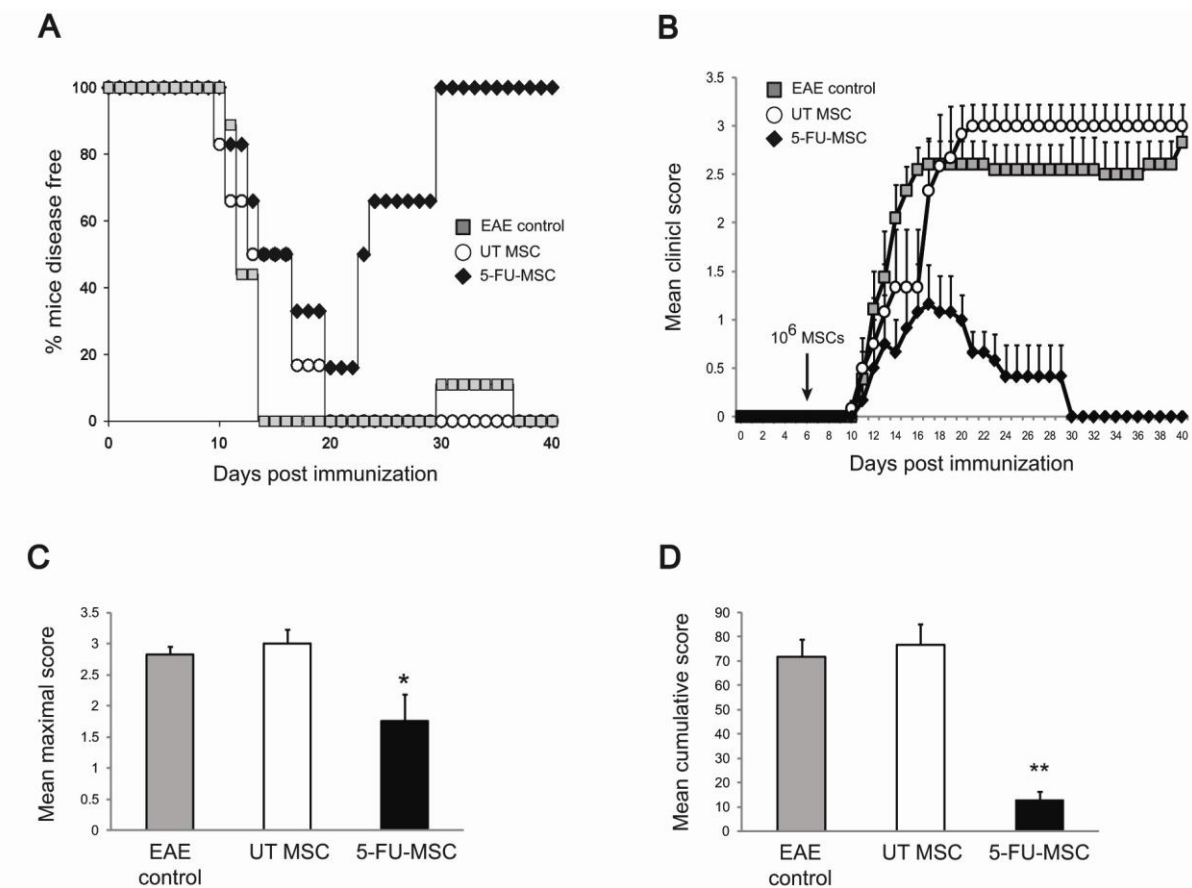 A
100
80
60
40
20
0
% mice disease free
0 10 20 30 40
Days post immunization
EAE control
UT MSC
5-FU-MSC
B
3.5
3
2.5
2
1.5
1
0.5
0
Mean clinicl score
EAE control
UT MSC
5-FU-MSC
10⁶ MSCs
0 2 4 6 8 10 12 14 16 18 20 22 24 26 28 30 32 34 36 38 40
Days post immunization
C
3.5
3
2.5
2
1.5
1
0.5
0
Mean maximal score
*
EAE control
UT MSC
5-FU-MSC
D
90
80
70
60
50
40
30
20
10
0
Mean cumulative score
**
EAE control
UT MSC
5-FU-MSC